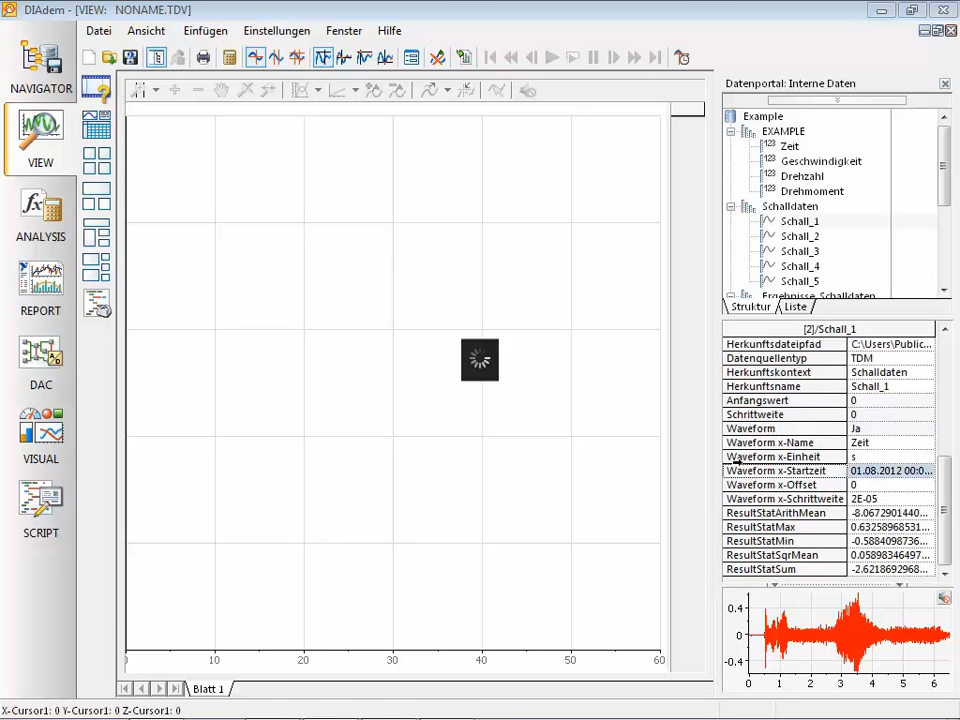 DIAdem - [VIEW: NONAME.TDV]
Datei Ansicht Einfügen Einstellungen Fenster Hilfe
NAVIGATOR
VIEW
ANALYSIS
REPORT
DAC
VISUAL
SCRIPT
10 20 30 40 50 60
Blatt 1
X-Cursor1: 0 Y-Cursor1: 0 Z-Cursor1: 0
Datenportal: Interne Daten
Example
EXAMPLE
Zeit
Geschwindigkeit
Drehzahl
Drehmoment
Schalldaten
Schall_1
Schall_2
Schall_3
Schall_4
Schall_5
Ergebnisse Schalldaten
Struktur Liste
[2]/Schall_1
Herkunftsdateipfad C:\Users\Public...
Datenquellentyp TDM
Herkunftskontext Schalldaten
Herkunftsname Schall_1
Anfangswert 0
Schrittweite 0
Waveform Ja
Waveform x-Name Zeit
Waveform x-Einheit s
Waveform x-Startzeit 01.08.2012 00:0...
Waveform x-Offset 0
Waveform x-Schrittweite 2E-05
ResultStatArithMean -8.0672901440...
ResultStatMax 0.63258968531...
ResultStatMin -0.5884098736...
ResultStatSqrMean 0.05898346497...
ResultStatSum -2.6218692968...
0.4
0
-0.4
0 1 2 3 4 5 6